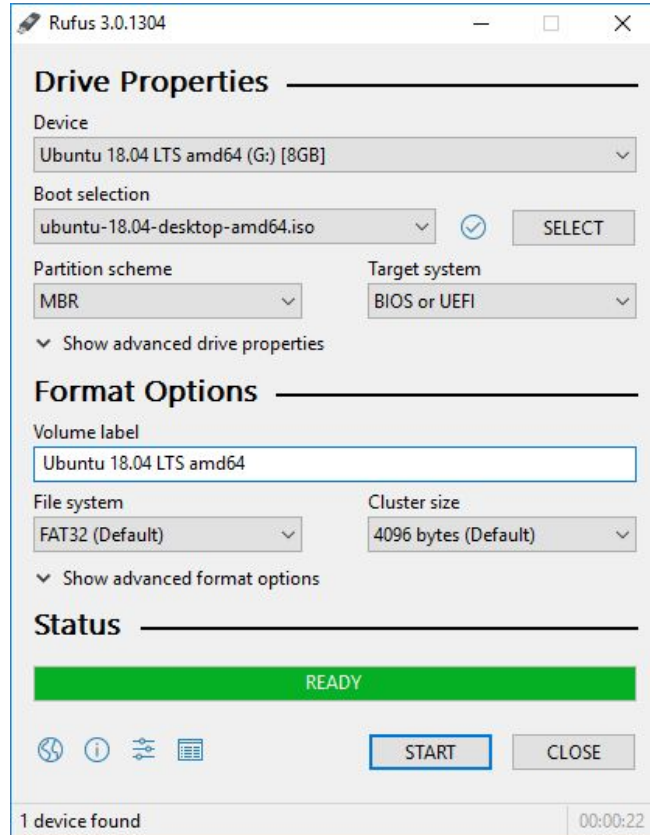 Rufus 3.0.1304
Drive Properties
Device
Ubuntu 18.04 LTS amd64 (G:) [8GB]
Boot selection
ubuntu-18.04-desktop-amd64.iso
SELECT
Partition scheme
Target system
MBR
BIOS or UEFI
Show advanced drive properties
Format Options
Volume label
Ubuntu 18.04 LTS amd64
File system
Cluster size
FAT32 (Default)
4096 bytes (Default)
Show advanced format options
Status
READY
START
CLOSE
1 device found
00:00:22